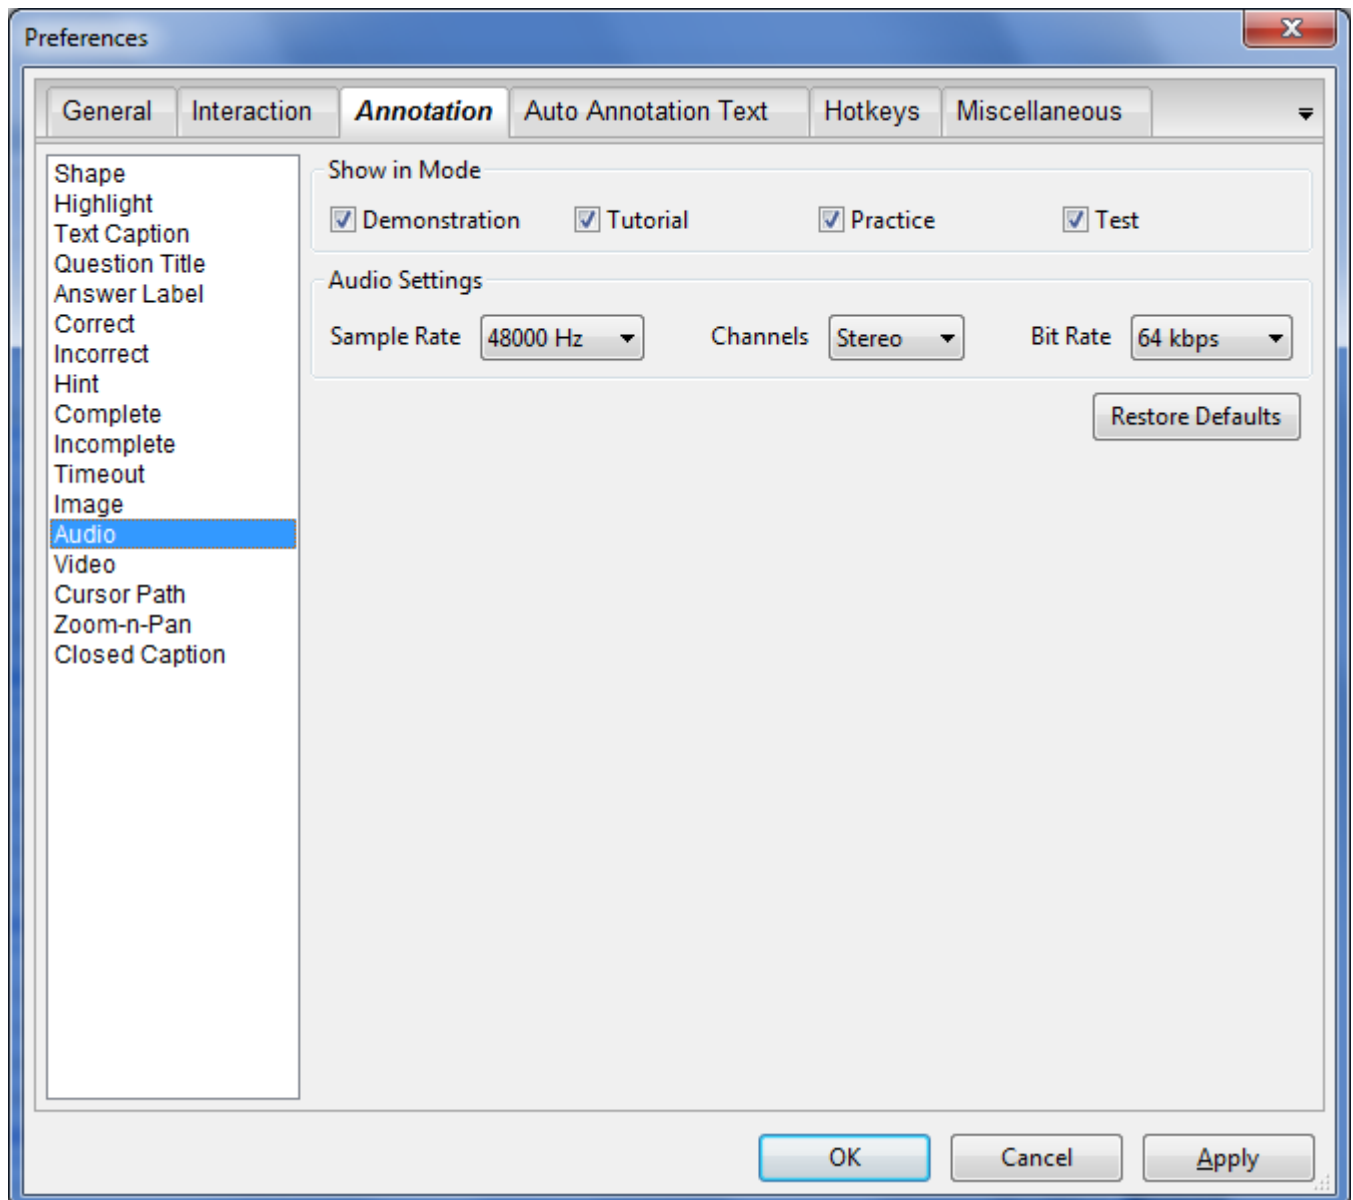 Preferences
General Interaction Annotation Auto Annotation Text Hotkeys Miscellaneous
Shape
Highlight
Text Caption
Question Title
Answer Label
Correct
Incorrect
Hint
Complete
Incomplete
Timeout
Image
Audio
Video
Cursor Path
Zoom-n-Pan
Closed Caption
Show in Mode
Demonstration Tutorial Practice Test
Audio Settings
Sample Rate 48000 Hz Channels Stereo Bit Rate 64 kbps
Restore Defaults
OK Cancel Apply